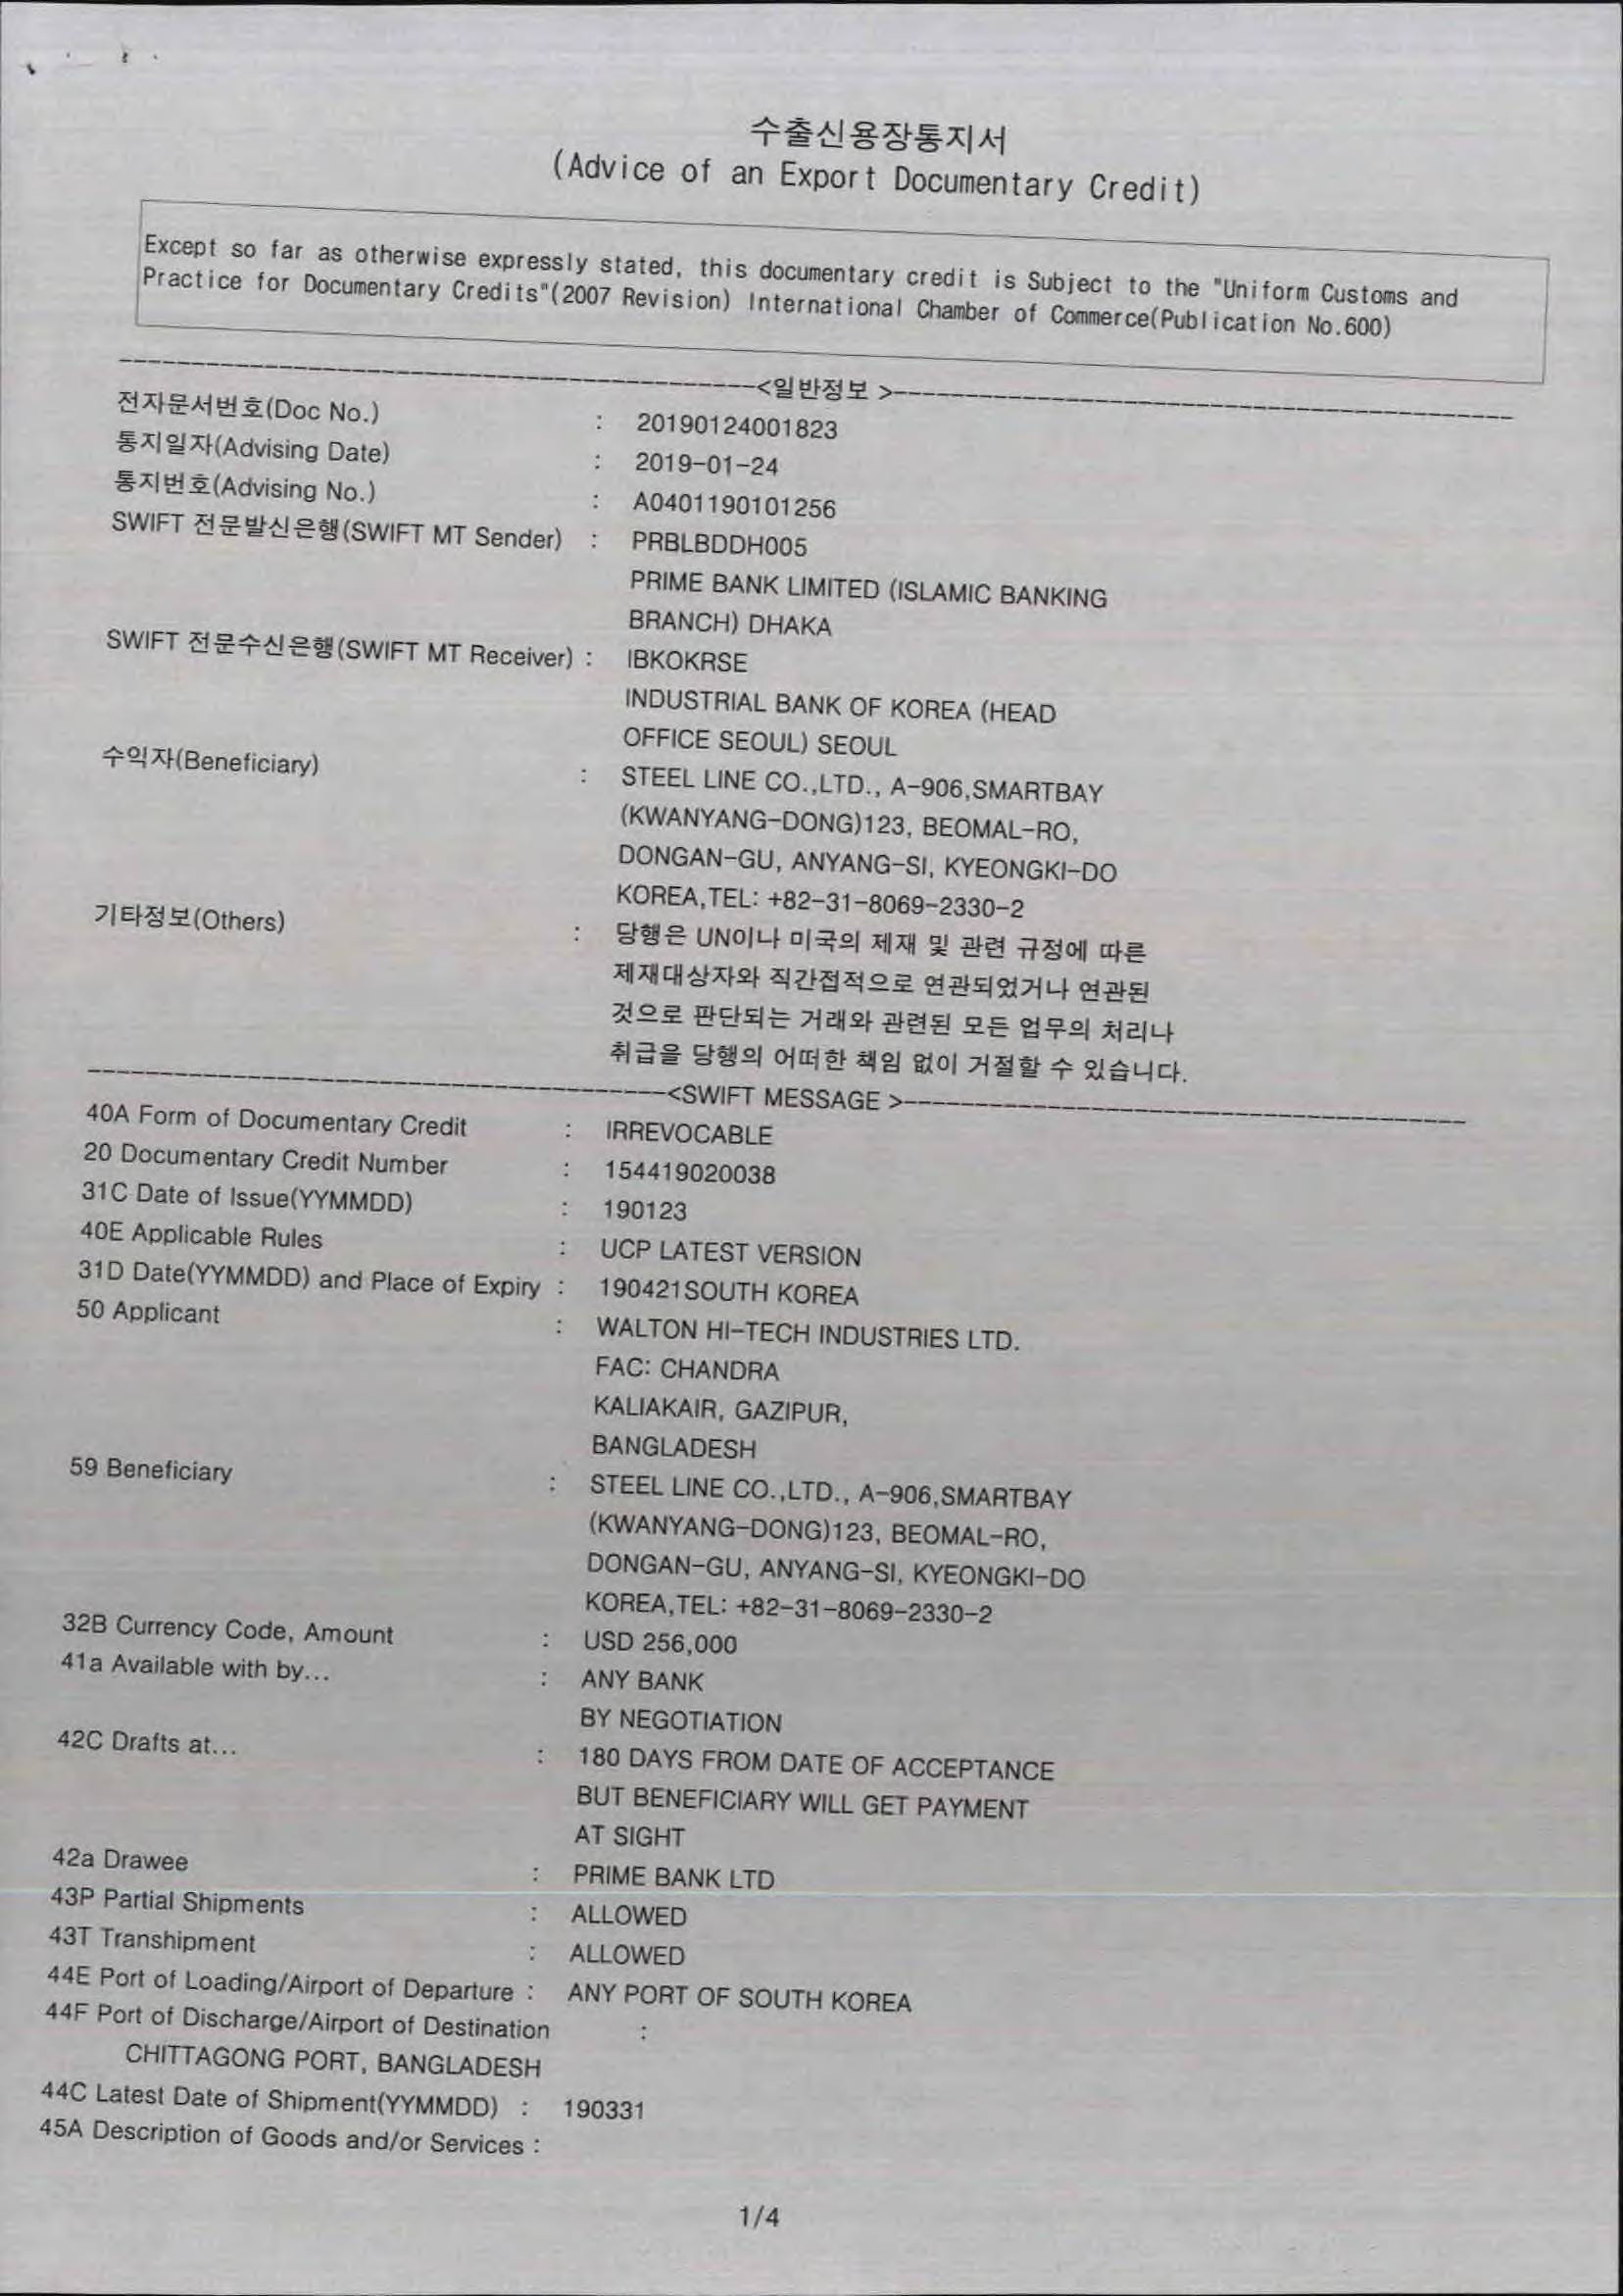 수출신용장통지서
(Advice of an Export Documentary Credit)
Except so far as otherwise expressly stated, this documentary credit is Subject to the "Uniform Customs and
Practice for Documentary Credits"(2007 Revision) International Chamber of Commerce(Publication No.600)
--------------------<일반정보 >--------------------
전자문서번호(Doc No.) : 20190124001823
통지일자(Advising Date) : 2019-01-24
통지번호(Advising No.) : A0401190101256
SWIFT 전문발신은행(SWIFT MT Sender) : PRBLBDDH005
PRIME BANK LIMITED (ISLAMIC BANKING
BRANCH) DHAKA
SWIFT 전문수신은행(SWIFT MT Receiver) : IBKOKRSE
INDUSTRIAL BANK OF KOREA (HEAD
OFFICE SEOUL) SEOUL
수익자(Beneficiary) : STEEL LINE CO.,LTD., A-906,SMARTBAY
(KWANYANG-DONG)123, BEOMAL-RO,
DONGAN-GU, ANYANG-SI, KYEONGKI-DO
KOREA,TEL: +82-31-8069-2330-2
기타정보(Others) : 당행은 UN이나 미국의 제재 및 관련 규정에 따른
제재대상자와 직간접적으로 연관되었거나 연관된
것으로 판단되는 거래와 관련된 모든 업무의 처리나
취급을 당행의 어떠한 책임 없이 거절할 수 있습니다.
--------------------<SWIFT MESSAGE >--------------------
40A Form of Documentary Credit : IRREVOCABLE
20 Documentary Credit Number : 154419020038
31C Date of Issue(YYMMDD) : 190123
40E Applicable Rules : UCP LATEST VERSION
31D Date(YYMMDD) and Place of Expiry : 190421SOUTH KOREA
50 Applicant : WALTON HI-TECH INDUSTRIES LTD.
FAC: CHANDRA
KALIAKAIR, GAZIPUR,
BANGLADESH
59 Beneficiary : STEEL LINE CO.,LTD., A-906,SMARTBAY
(KWANYANG-DONG)123, BEOMAL-RO,
DONGAN-GU, ANYANG-SI, KYEONGKI-DO
KOREA,TEL: +82-31-8069-2330-2
32B Currency Code, Amount : USD 256,000
41a Available with by... : ANY BANK
BY NEGOTIATION
42C Drafts at... : 180 DAYS FROM DATE OF ACCEPTANCE
BUT BENEFICIARY WILL GET PAYMENT
AT SIGHT
42a Drawee : PRIME BANK LTD
43P Partial Shipments : ALLOWED
43T Transhipment : ALLOWED
44E Port of Loading/Airport of Departure : ANY PORT OF SOUTH KOREA
44F Port of Discharge/Airport of Destination :
CHITTAGONG PORT, BANGLADESH
44C Latest Date of Shipment(YYMMDD) : 190331
45A Description of Goods and/or Services :
1/4